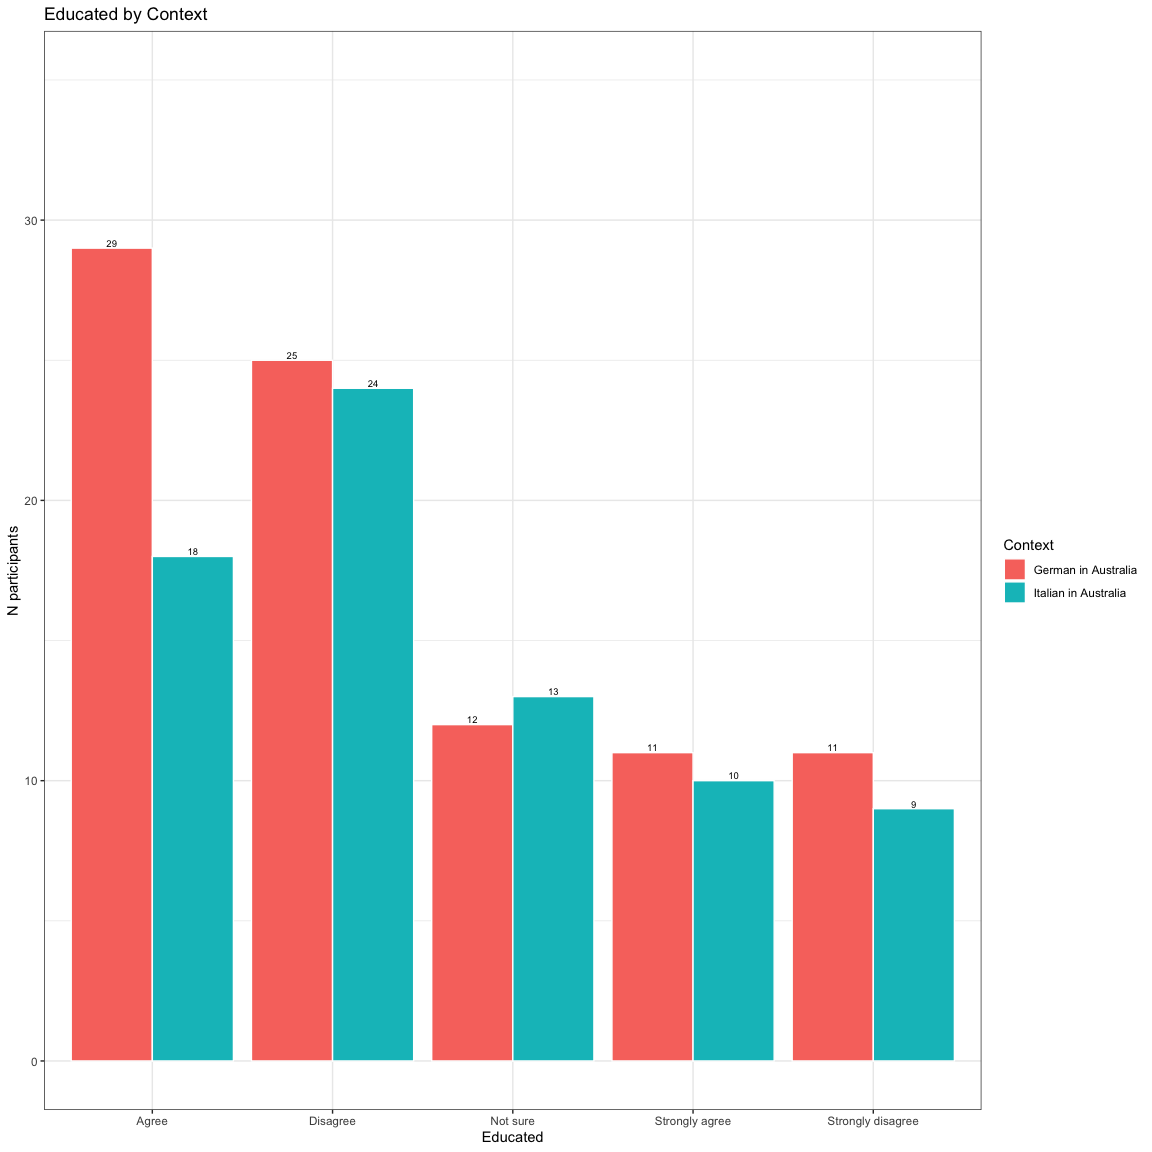 Educated by Context
N participants
30
20
10
0
29
18
25
24
12
13
11
10
11
9
Agree
Disagree
Not sure
Strongly agree
Strongly disagree
Educated
Context
German in Australia
Italian in Australia